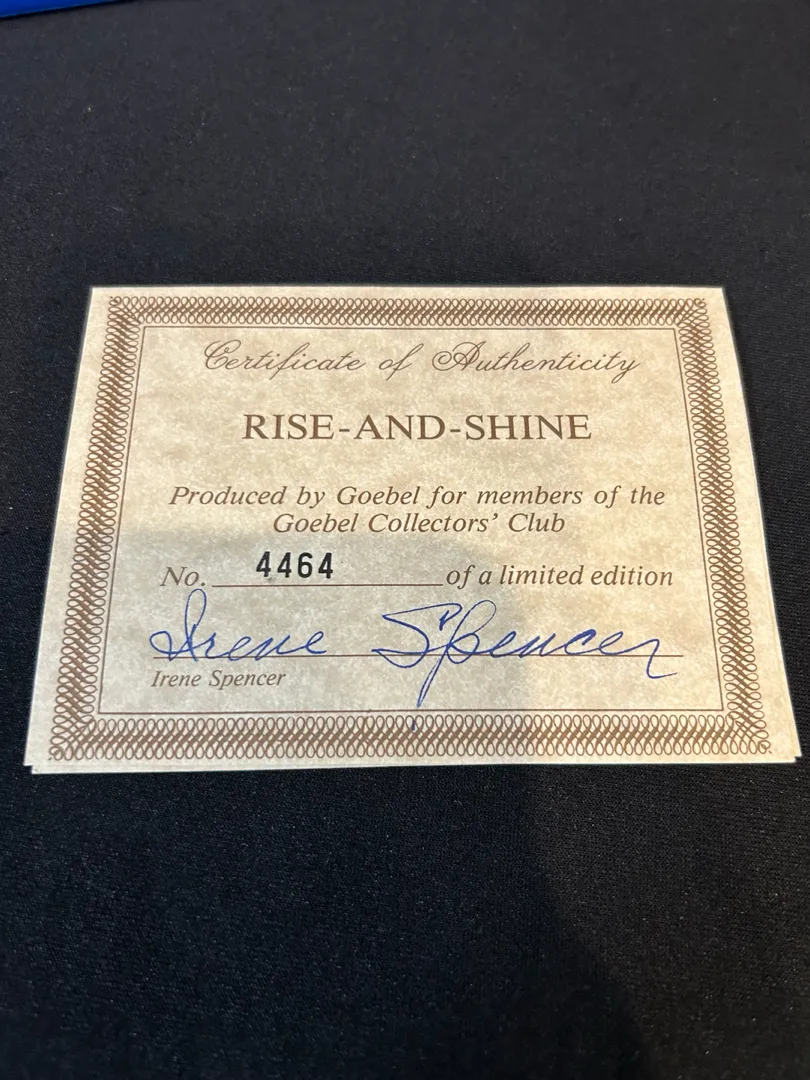 Certificate of Authenticity
RISE-AND-SHINE
Produced by Goebel for members of the
Goebel Collectors' Club
No. 4464 of a limited edition
Irene Spencer
Irene Spencer